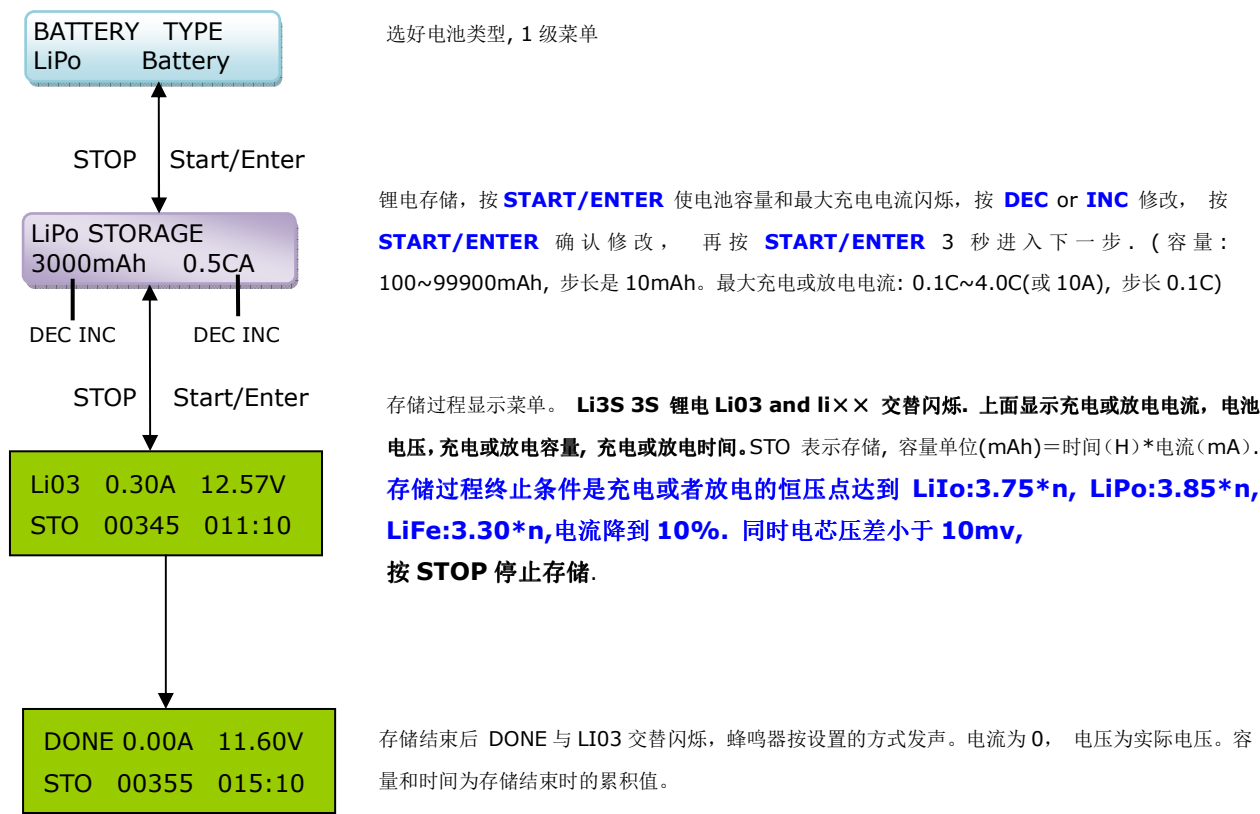 BATTERY TYPE
LiPo Battery
选好电池类型, 1 级菜单
STOP Start/Enter
LiPo STORAGE
3000mAh 0.5CA
DEC INC DEC INC
锂电存储，按 START/ENTER 使电池容量和最大充电电流闪烁，按 DEC or INC 修改， 按
START/ENTER 确认修改， 再按 START/ENTER 3 秒进入下一步. (容量:
100~99900mAh, 步长是 10mAh。最大充电或放电电流: 0.1C~4.0C(或 10A), 步长 0.1C)
STOP Start/Enter
存储过程显示菜单。 Li3S 3S 锂电 Li03 and li×× 交替闪烁. 上面显示充电或放电电流，电池
电压，充电或放电容量, 充电或放电时间。STO 表示存储, 容量单位(mAh)＝时间（H）*电流（mA）.
存储过程终止条件是充电或者放电的恒压点达到 LiIo:3.75*n, LiPo:3.85*n,
LiFe:3.30*n,电流降到 10%. 同时电芯压差小于 10mv,
按 STOP 停止存储.
Li03 0.30A 12.57V
STO 00345 011:10
DONE 0.00A 11.60V
STO 00355 015:10
存储结束后 DONE 与 LI03 交替闪烁，蜂鸣器按设置的方式发声。电流为 0， 电压为实际电压。容
量和时间为存储结束时的累积值。